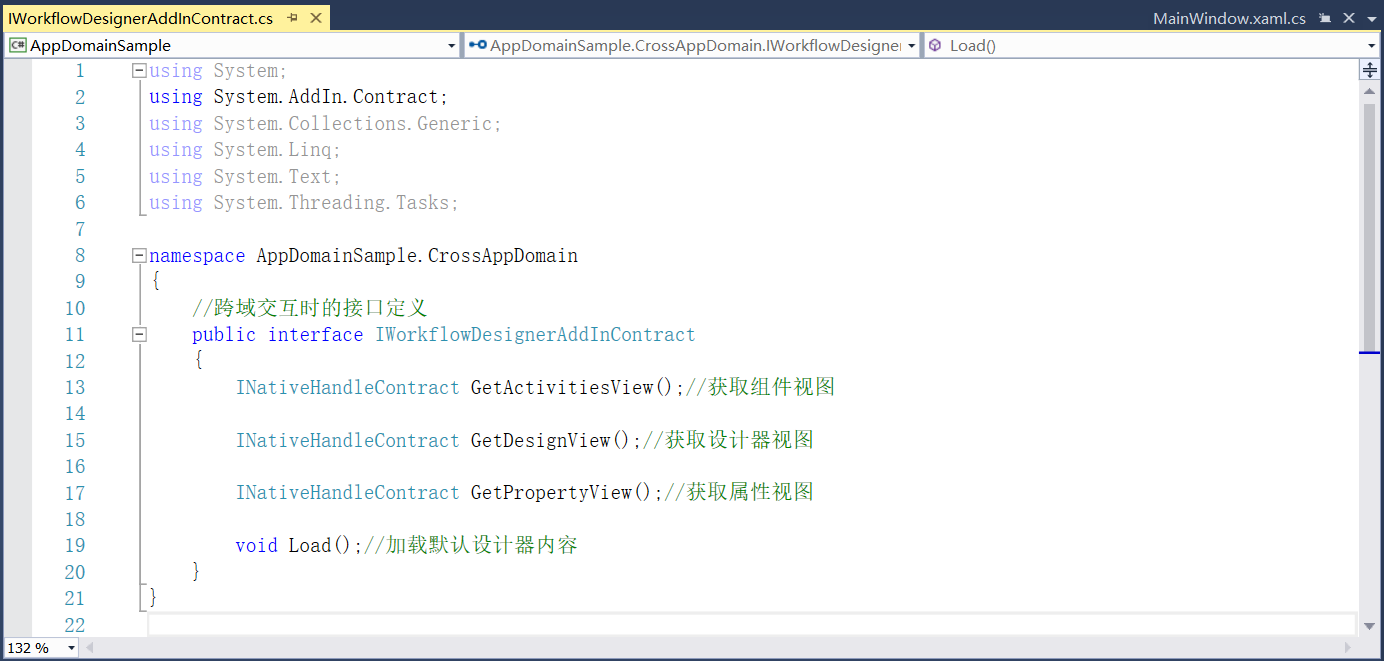 IWorkflowDesignerAddInContract.cs
MainWindow.xaml.cs
C# AppDomainSample
AppDomainSample.CrossAppDomain.IWorkflowDesigner
Load()
1 using System;
2 using System.AddIn.Contract;
3 using System.Collections.Generic;
4 using System.Linq;
5 using System.Text;
6 using System.Threading.Tasks;
7
8 namespace AppDomainSample.CrossAppDomain
9 {
10 //跨域交互时的接口定义
11 public interface IWorkflowDesignerAddInContract
12 {
13 INativeHandleContract GetActivitiesView();//获取组件视图
14
15 INativeHandleContract GetDesignView();//获取设计器视图
16
17 INativeHandleContract GetPropertyView();//获取属性视图
18
19 void Load();//加载默认设计器内容
20 }
21 }
22
132 %